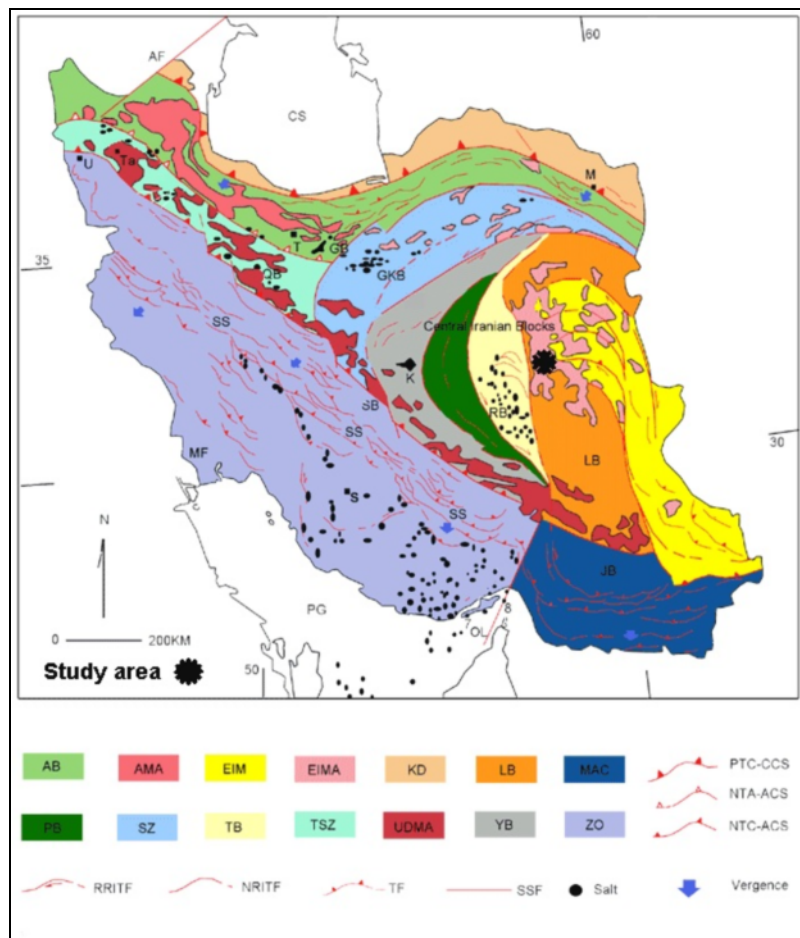 60
AF
CS
M
U
Ta
T
GB
35
QB
GKB
Central Iranian Blocks
SS
K
SB
RB
30
SS
LB
MF
S
SS
N
JB
PG
8
7
OL
0 200KM
Study area
50
AB AMA EIM EIMA KD LB MAC PTC-CCS
NTA-ACS
PB SZ TB TSZ UDMA YB ZO NTC-ACS
RRITF NRITF TF SSF Salt Vergence